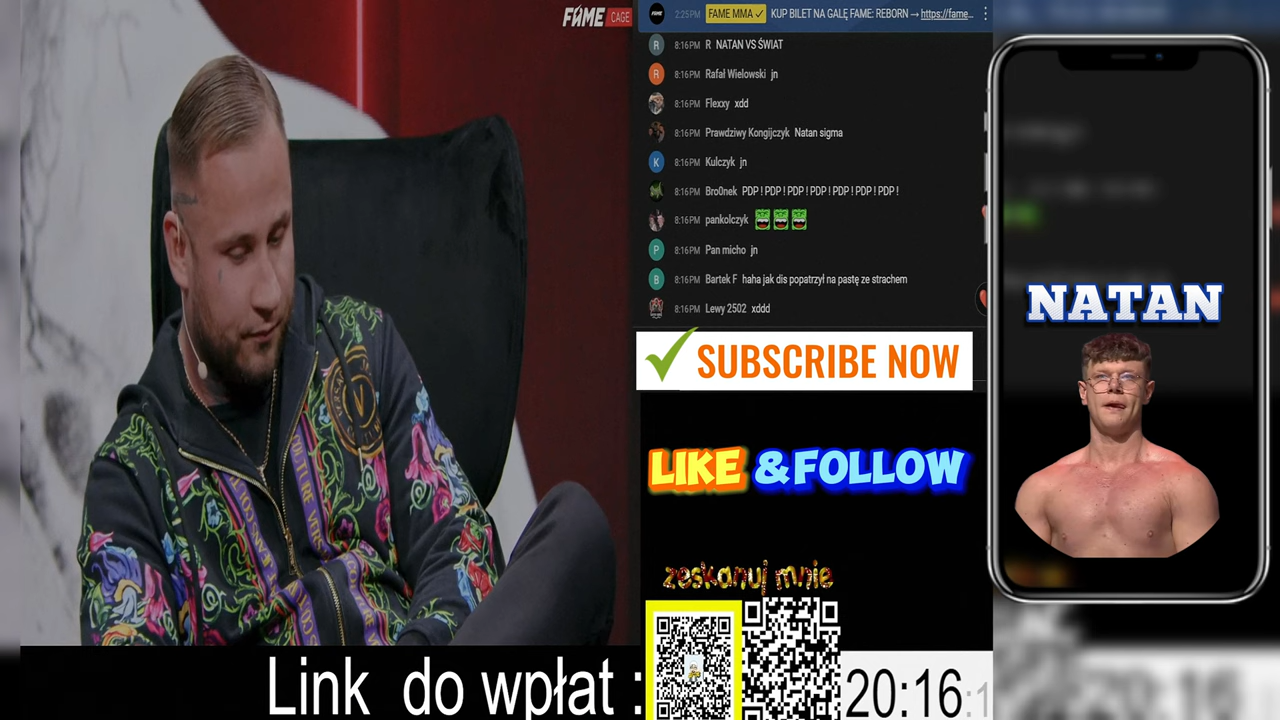 FAME CAGE
2:25PM FAME MMA KUP BILET NA GALĘ FAME: REBORN → https://fame...
8:16PM R NATAN VS ŚWIAT
8:16PM Rafał Wielowski jn
8:16PM Flexxy xdd
8:16PM Prawdziwy Kongijczyk Natan sigma
8:16PM Kulczyk jn
8:16PM Bro0nek PDP ! PDP ! PDP ! PDP ! PDP ! PDP ! PDP !
8:16PM pankolczyk
8:16PM Pan micho jn
8:16PM Bartek F haha jak dis popatrzył na pastę ze strachem
8:16PM Lewy 2502 xddd
SUBSCRIBE NOW
LIKE & FOLLOW
zeskanuj mnie
Link do wpłat :
20:16
NATAN